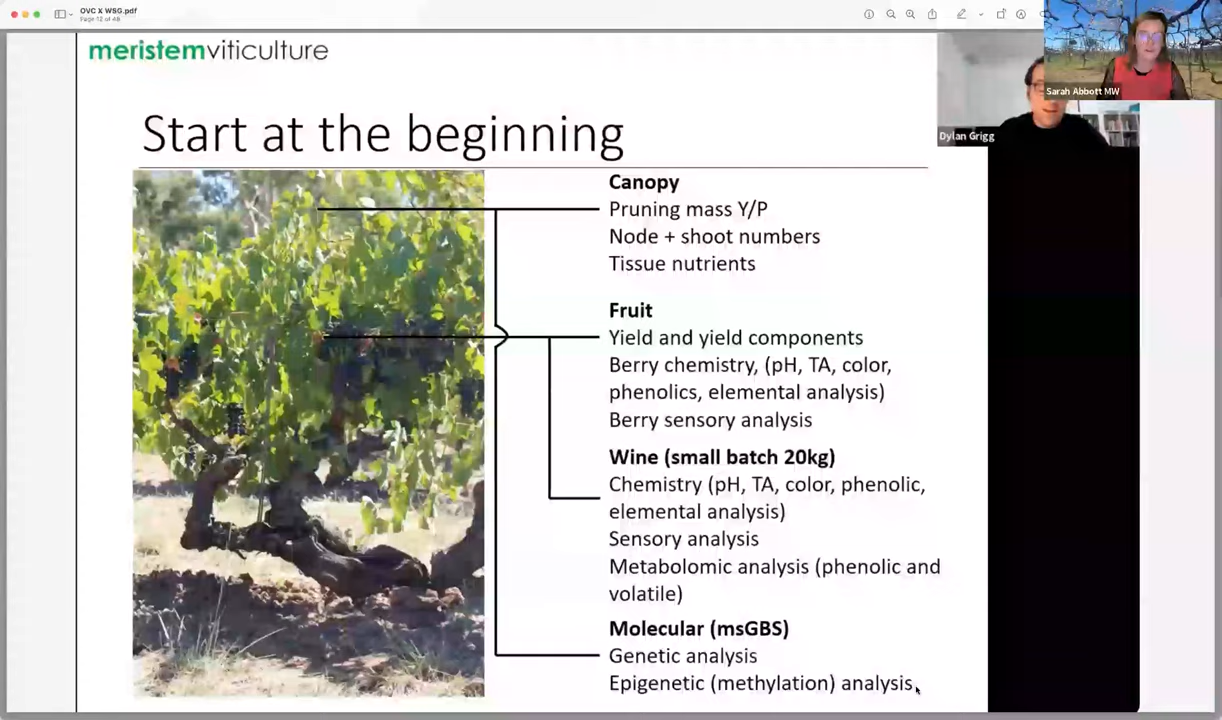 OVC X WSG.pdf
Page 12 of 48
Sarah Abbott MW
Dylan Grigg
meristemviticulture
Start at the beginning
Canopy
Pruning mass Y/P
Node + shoot numbers
Tissue nutrients
Fruit
Yield and yield components
Berry chemistry, (pH, TA, color,
phenolics, elemental analysis)
Berry sensory analysis
Wine (small batch 20kg)
Chemistry (pH, TA, color, phenolic,
elemental analysis)
Sensory analysis
Metabolomic analysis (phenolic and
volatile)
Molecular (msGBS)
Genetic analysis
Epigenetic (methylation) analysis